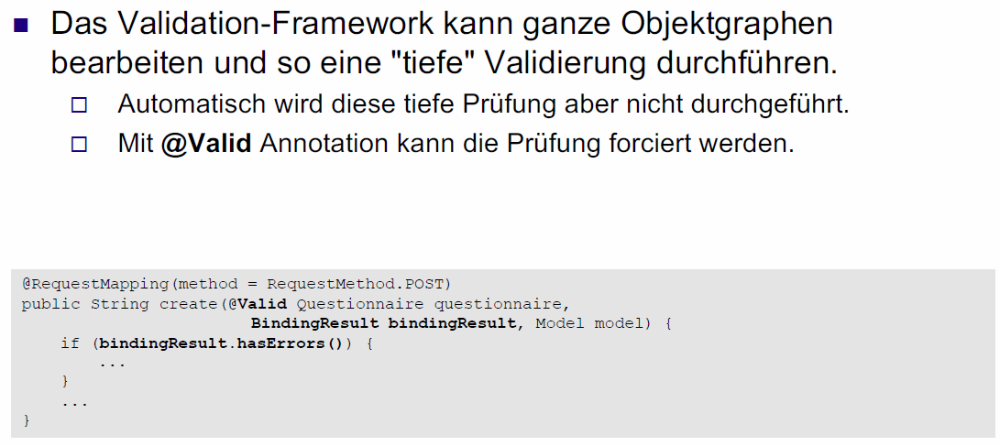 Das Validation-Framework kann ganze Objektgraphen
bearbeiten und so eine "tiefe" Validierung durchführen.
Automatisch wird diese tiefe Prüfung aber nicht durchgeführt.
Mit @Valid Annotation kann die Prüfung forciert werden.
@RequestMapping(method = RequestMethod.POST)
public String create(@Valid Questionnaire questionnaire,
                        BindingResult bindingResult, Model model) {
    if (bindingResult.hasErrors()) {
        ...
    }
    ...
}